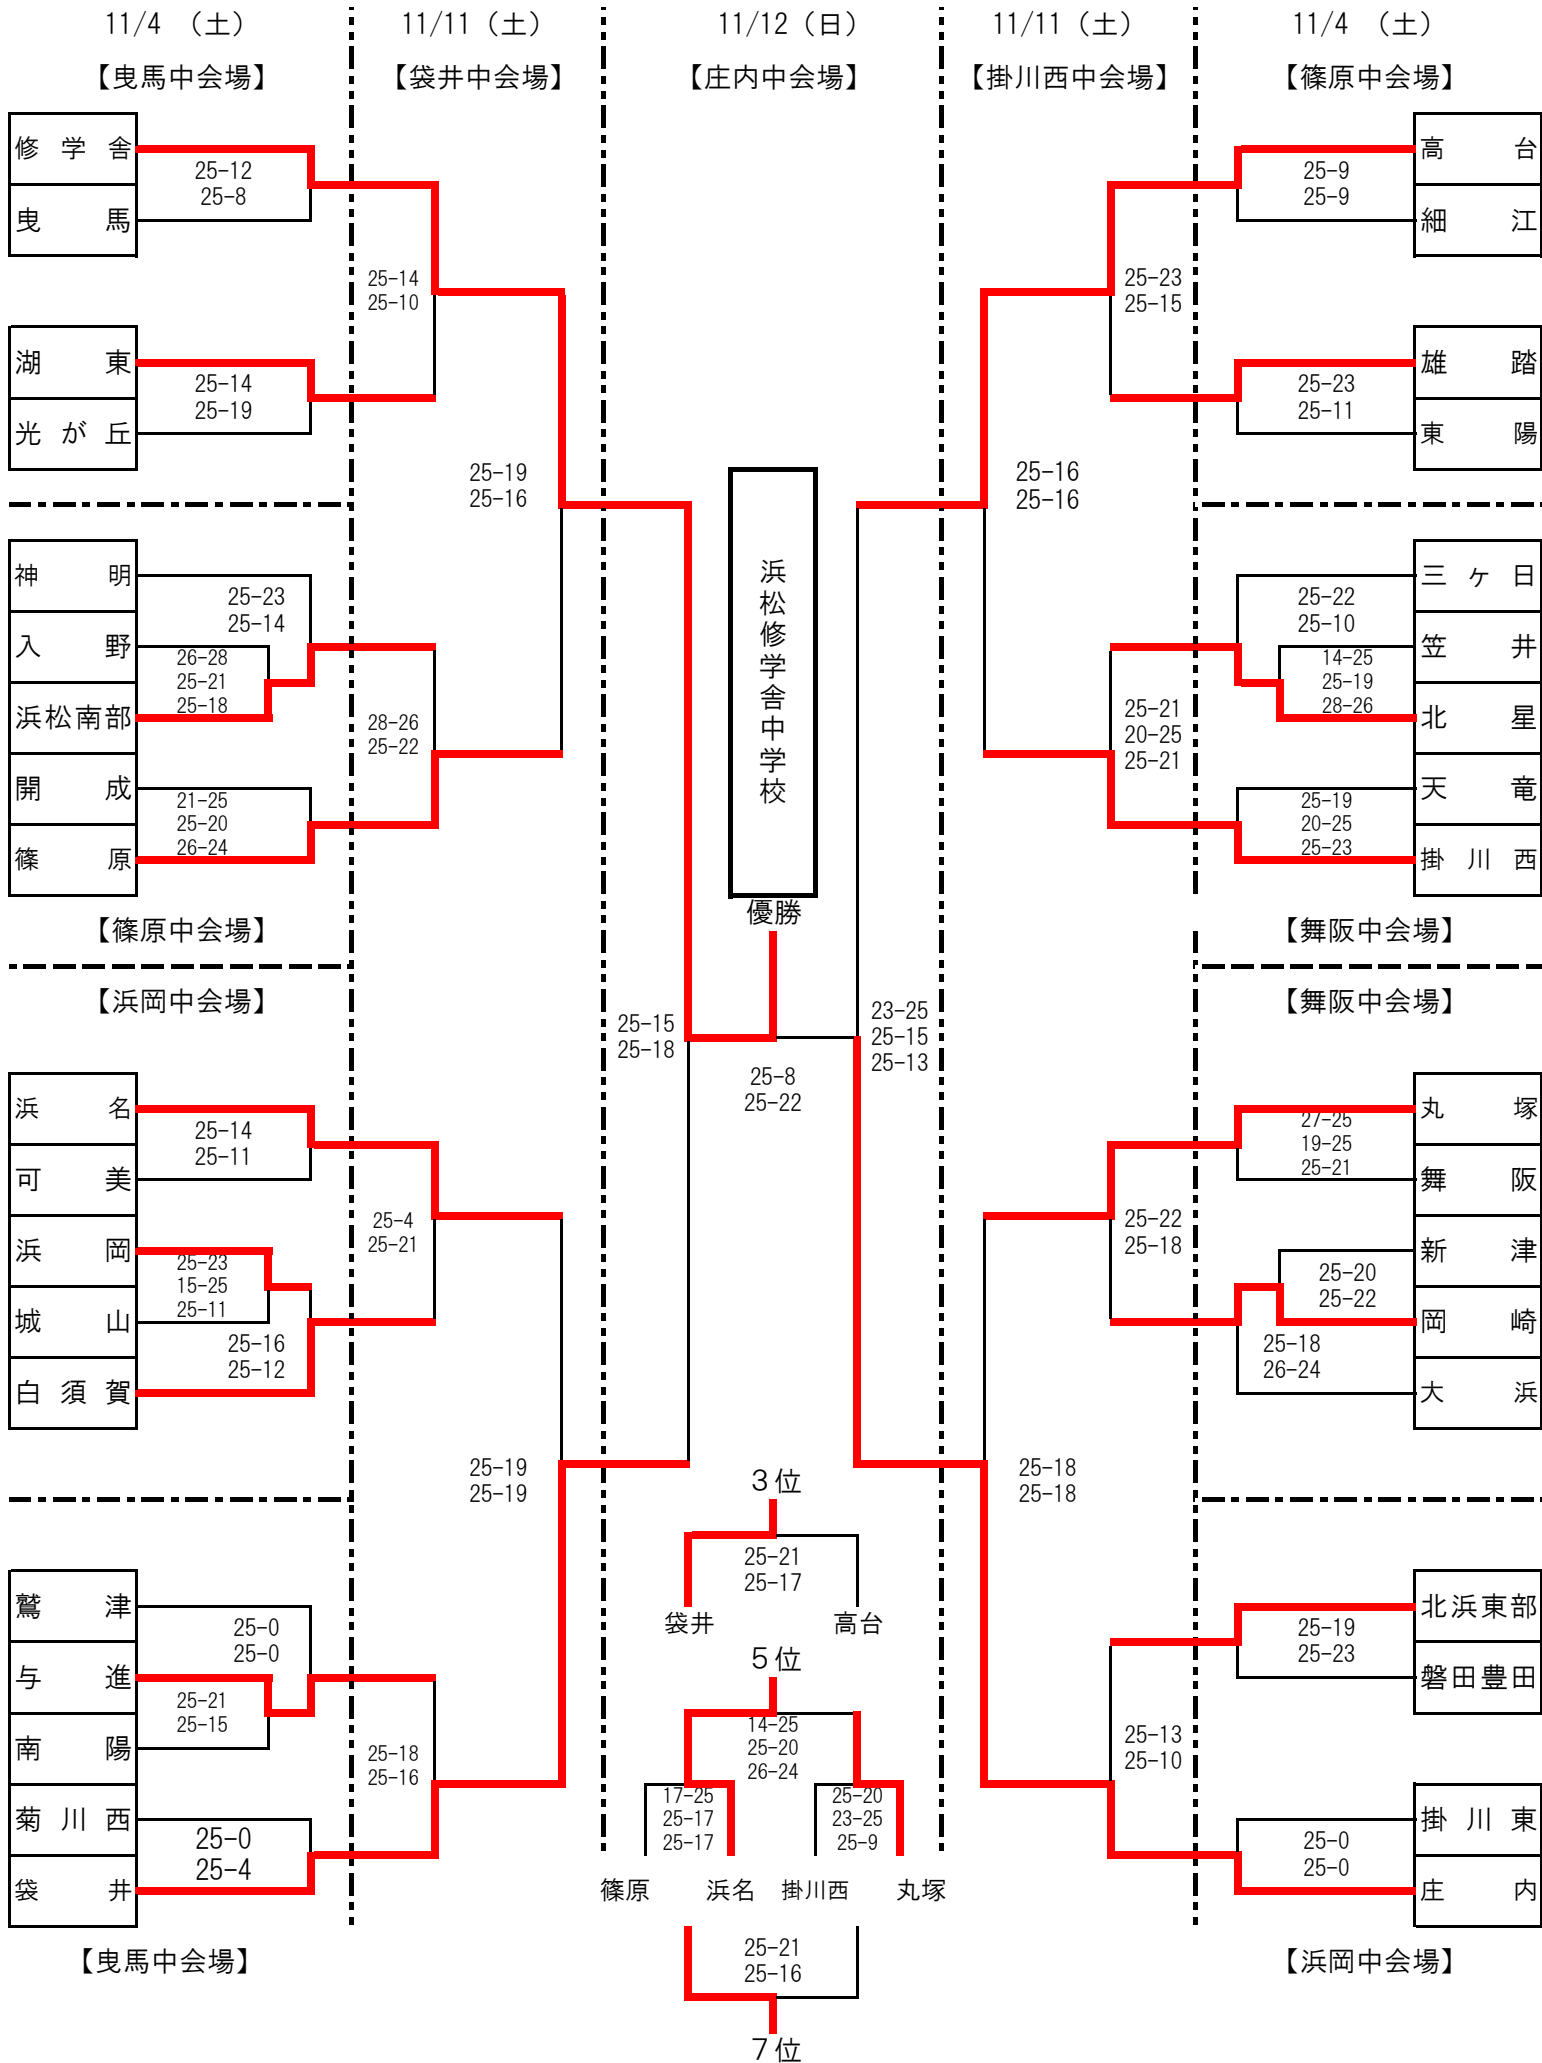 11/4 (土)
11/11(土)
11/12(日)
11/11(土)
11/4 (土)
【曳馬中会場】
【袋井中会場】
【庄内中会場】
【掛川西中会場】
【篠原中会場】
修学舎
25-12
25-8
曳馬
25-14
25-10
湖東
25-14
25-19
光が丘
25-19
25-16
神明
25-23
25-14
入野
26-28
25-21
25-18
浜松南部
28-26
25-22
開成
21-25
25-20
26-24
篠原
【篠原中会場】
【浜岡中会場】
浜名
25-14
25-11
可美
25-4
25-21
浜岡
25-23
15-25
25-11
城山
25-16
25-12
白須賀
25-19
25-19
鷲津
25-0
25-0
与進
25-21
25-15
南陽
25-18
25-16
菊川西
25-0
25-4
袋井
【曳馬中会場】
浜松修学舎中学校
優勝
25-15
25-18
25-8
25-22
23-25
25-15
25-13
3位
25-21
25-17
袋井
高台
5位
14-25
25-20
26-24
17-25
25-17
25-17
25-20
23-25
25-9
篠原
浜名
掛川西
丸塚
25-21
25-16
7位
高台
25-9
25-9
細江
25-23
25-15
雄踏
25-23
25-11
東陽
25-16
25-16
三ヶ日
25-22
25-10
笠井
14-25
25-19
28-26
北星
25-21
20-25
25-21
天竜
25-19
20-25
25-23
掛川西
【舞阪中会場】
【舞阪中会場】
丸塚
27-25
19-25
25-21
舞阪
25-22
25-18
新津
25-20
25-22
岡崎
25-18
26-24
大浜
25-18
25-18
北浜東部
25-19
25-23
磐田豊田
25-13
25-10
掛川東
25-0
25-0
庄内
【浜岡中会場】